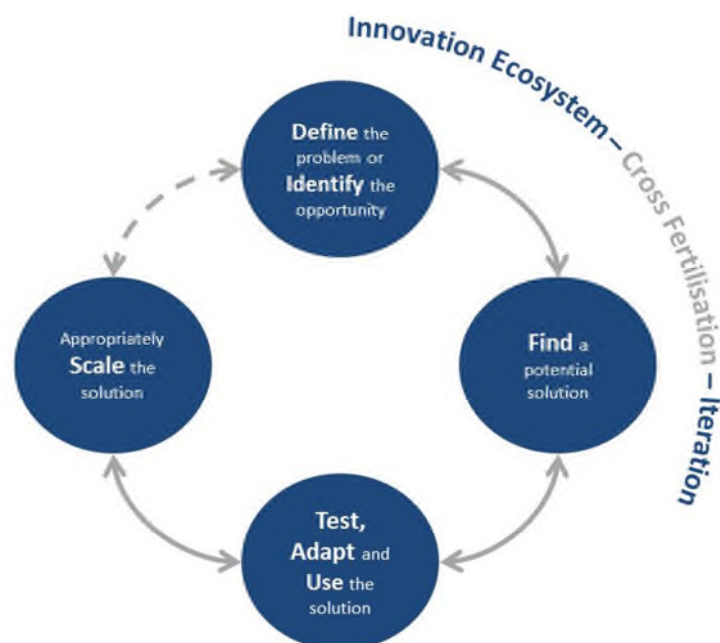 Innovation Ecosystem – Cross Fertilisation – Iteration
Define the
problem or
Identify the
opportunity
Appropriately
Scale the
solution
Find a
potential
solution
Test,
Adapt and
Use the
solution